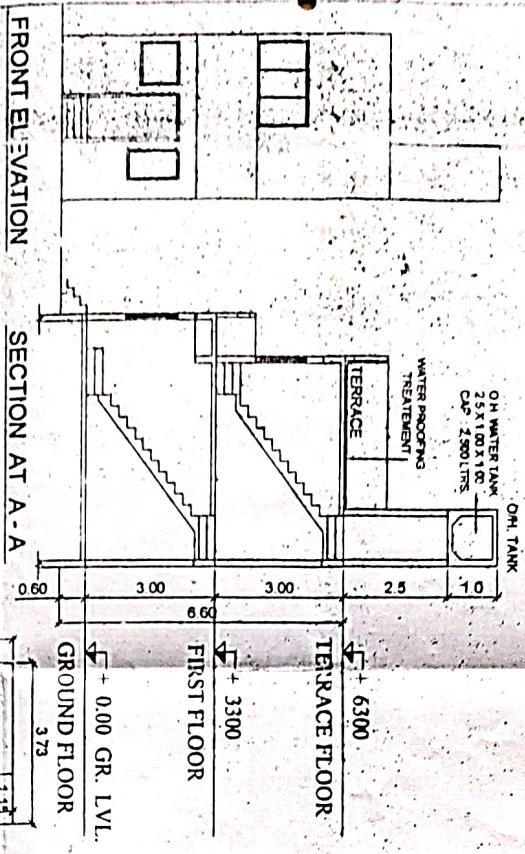 O.H. TANK
O H WATER TANK
2.5 X 1.00 X 1.00
CAP 2,500 LTRS.
WATER PROOFING
TREATEMENT
TERRACE
1.0
2.5
3.00
3.00
0.60
6.60
+ 6300
TERRACE FLOOR
+ 3300
FIRST FLOOR
+ 0.00 GR. LVL.
GROUND FLOOR
3.73
FRONT ELEVATION
SECTION AT A - A